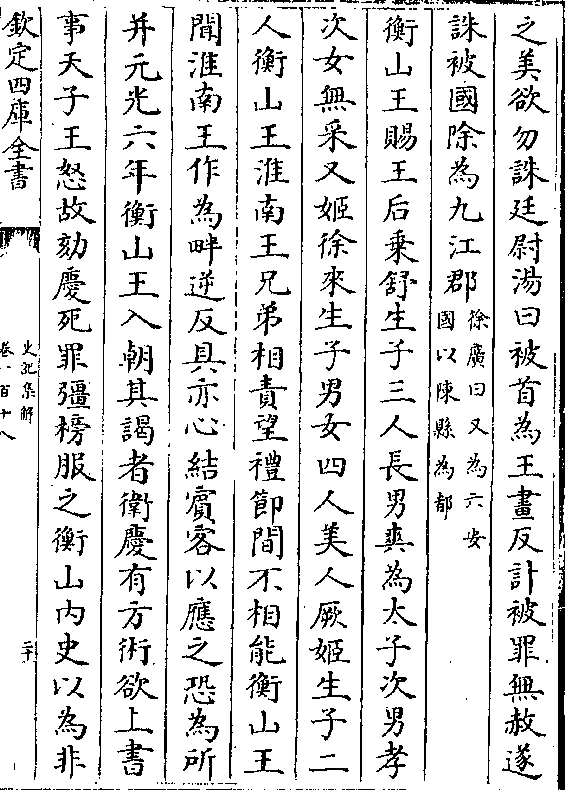 之美欲勿誅廷尉湯曰被首為王畫反計被罪無赦遂
誅被國除為九江郡徐廣曰又為六安
國以陳縣為都
衡山王賜王后乗舒生子三人長男爽為太子次男孝
次女無采又姬徐來生子男女四人美人厥姬生子二
人衡山王淮南王兄弟相責望禮節間不相能衡山王
聞淮南王作為畔逆反具亦心結賓客以應之恐為所
并元光六年衡山王入朝其謁者衛慶有方術欲上書
事天子王怒故劾慶死罪彊榜服之衡山內史以為非
欽定四庫全書
史記集解
卷一百十八